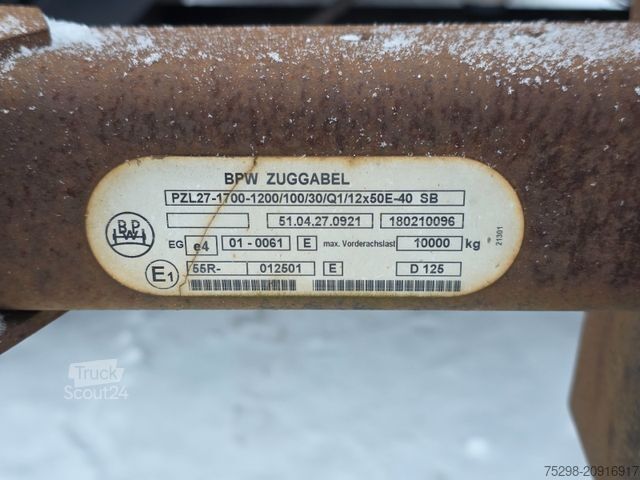 BPW ZUGGABEL
PZL27-1700-1200/100/30/Q1/12x50E-40 SB
BPW
51.04.27.0921 180210096
EG e4 01-0061 E max. Vorderachslast 10000 kg
E1 55R- 012501 E D 125
21301
Truck
Scout24
75298-20916917